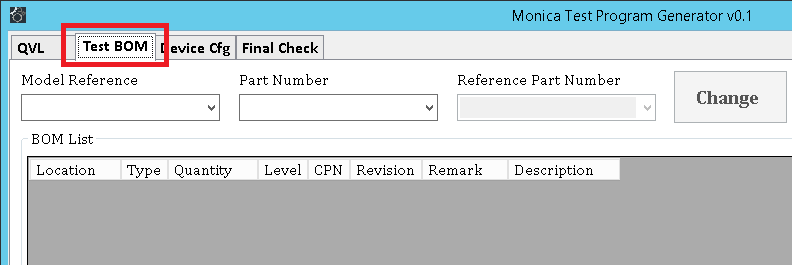 Monica Test Program Generator v0.1
QVL Test BOM Device Cfg Final Check
Model Reference Part Number Reference Part Number
Change
BOM List
Location Type Quantity Level CPN Revision Remark Description